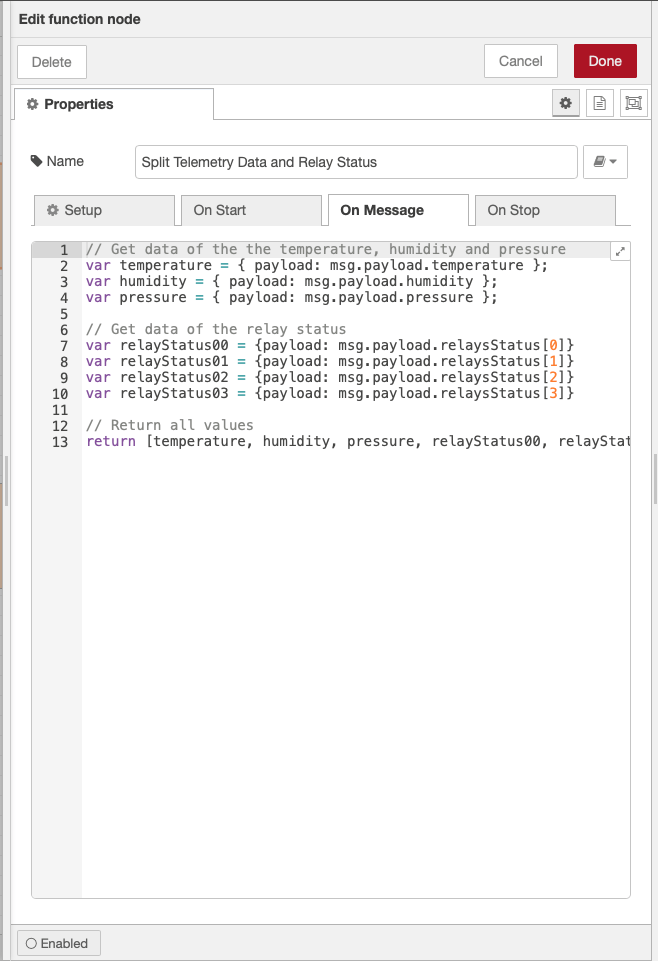 Edit function node
Delete
Cancel
Done
Properties
Name
Split Telemetry Data and Relay Status
Setup
On Start
On Message
On Stop
1 // Get data of the the temperature, humidity and pressure
2 var temperature = { payload: msg.payload.temperature };
3 var humidity = { payload: msg.payload.humidity };
4 var pressure = { payload: msg.payload.pressure };
5
6 // Get data of the relay status
7 var relayStatus00 = {payload: msg.payload.relaysStatus[0]}
8 var relayStatus01 = {payload: msg.payload.relaysStatus[1]}
9 var relayStatus02 = {payload: msg.payload.relaysStatus[2]}
10 var relayStatus03 = {payload: msg.payload.relaysStatus[3]}
11
12 // Return all values
13 return [temperature, humidity, pressure, relayStatus00, relayStat
Enabled